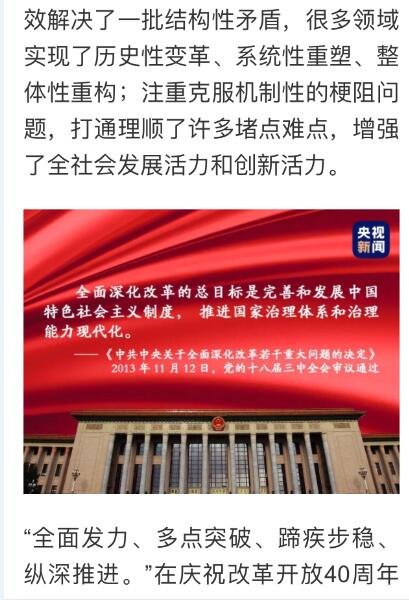 效解决了一批结构性矛盾，很多领域
实现了历史性变革、系统性重塑、整
体性重构；注重克服机制性的梗阻问
题，打通理顺了许多堵点难点，增强
了全社会发展活力和创新活力。
央视
新闻
全面深化改革的总目标是完善和发展中国
特色社会主义制度， 推进国家治理体系和治理
能力现代化。
——《中共中央关于全面深化改革若干重大问题的决定》
2013年11月12日，党的十八届三中全会审议通过
“全面发力、多点突破、蹄疾步稳、
纵深推进。”在庆祝改革开放40周年